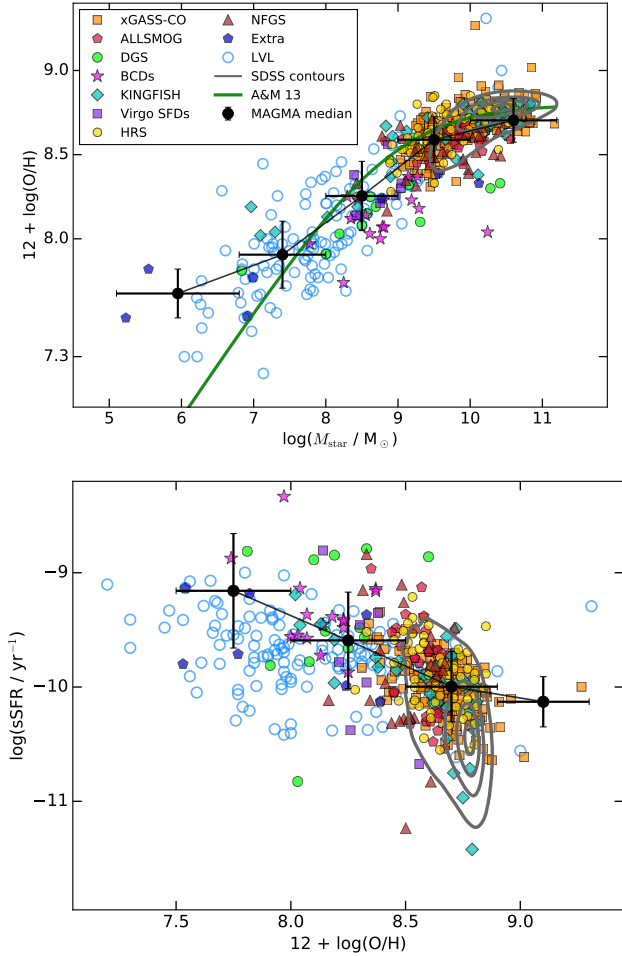 xGASS-CO
ALLSMOG
DGS
BCDs
KINGFISH
Virgo SFDs
HRS
NFGS
Extra
LVL
SDSS contours
A&M 13
MAGMA median
9.0
8.5
8.0
7.3
12 + log(O/H)
5 6 7 8 9 10 11
log(M_star / M_⊙)
−9
−10
−11
log(sSFR / yr⁻¹)
7.5 8.0 8.5 9.0
12 + log(O/H)